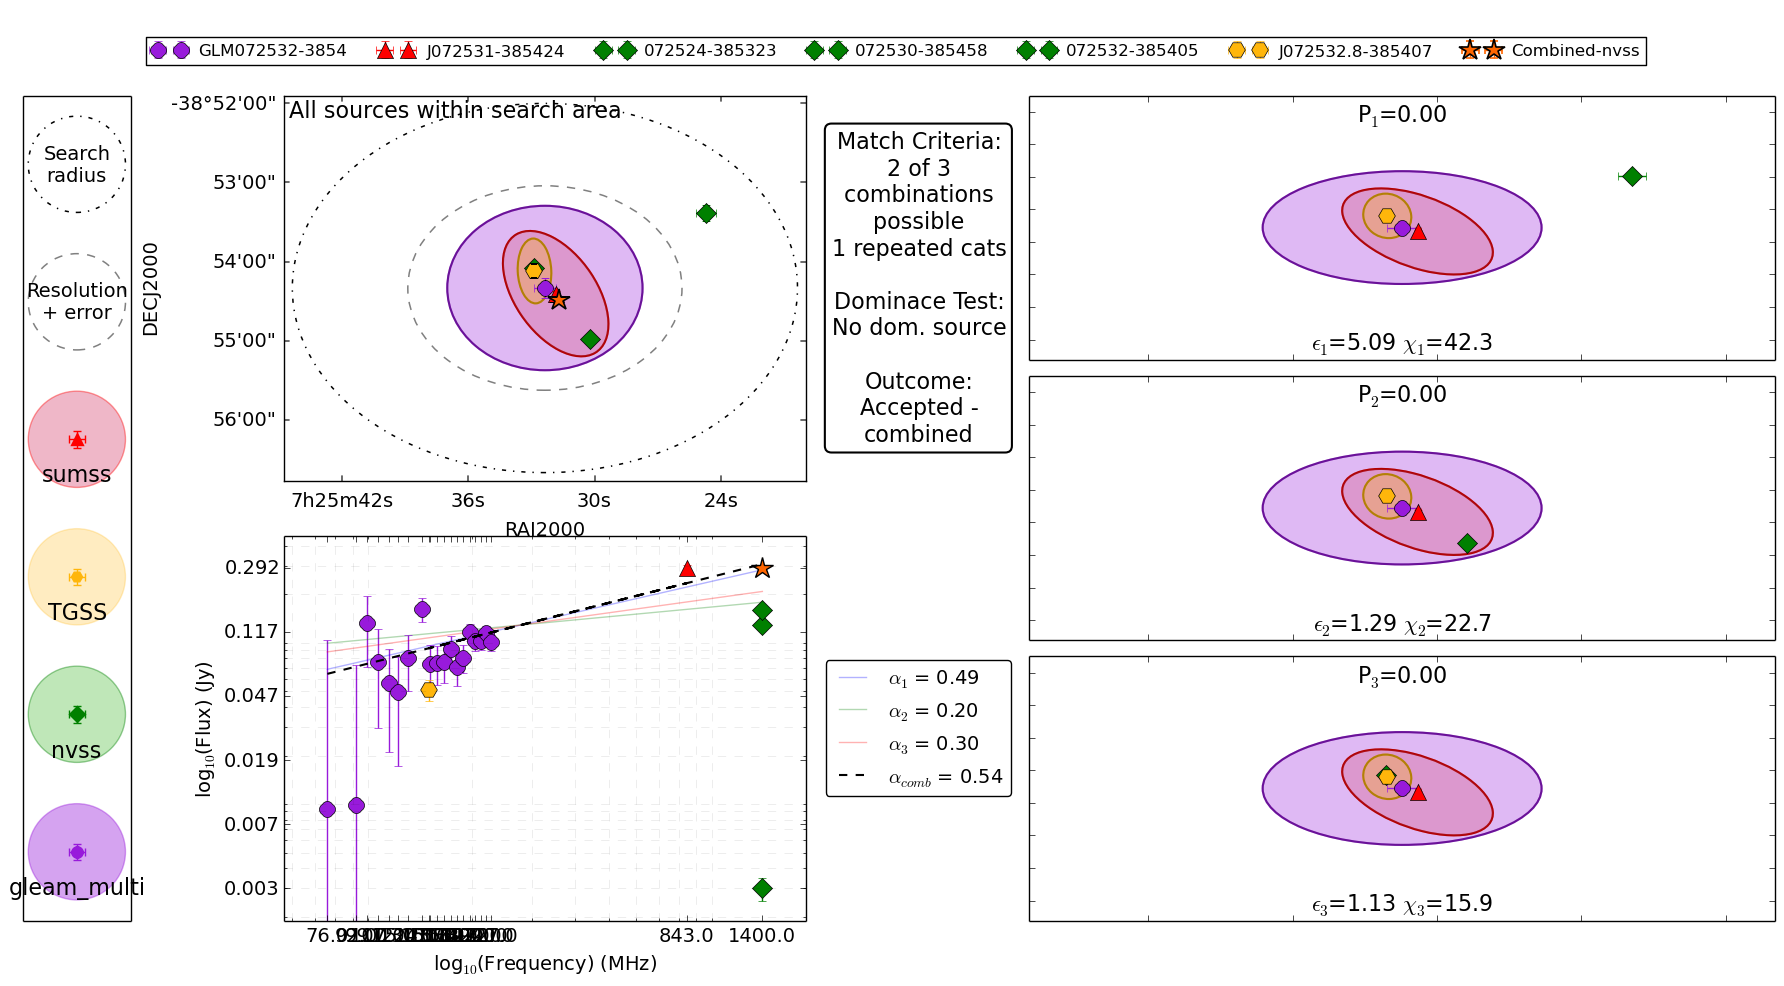 GLM072532-3854 J072531-385424 072524-385323 072530-385458 072532-385405 J072532.8-385407 Combined-nvss
Search
radius
Resolution
+ error
sumss
TGSS
nvss
gleam_multi
All sources within search area
-38°52'00"
53'00"
54'00"
55'00"
56'00"
DECJ2000
7h25m42s 36s 30s 24s
RAJ2000
Match Criteria:
2 of 3
combinations
possible
1 repeated cats
Dominace Test:
No dom. source
Outcome:
Accepted -
combined
0.292
0.117
0.047
0.019
0.007
0.003
log₁₀(Flux) (Jy)
843.0 1400.0
log₁₀(Frequency) (MHz)
α₁ = 0.49
α₂ = 0.20
α₃ = 0.30
α_comb = 0.54
P₁=0.00
ϵ₁=5.09 χ₁=42.3
P₂=0.00
ϵ₂=1.29 χ₂=22.7
P₃=0.00
ϵ₃=1.13 χ₃=15.9